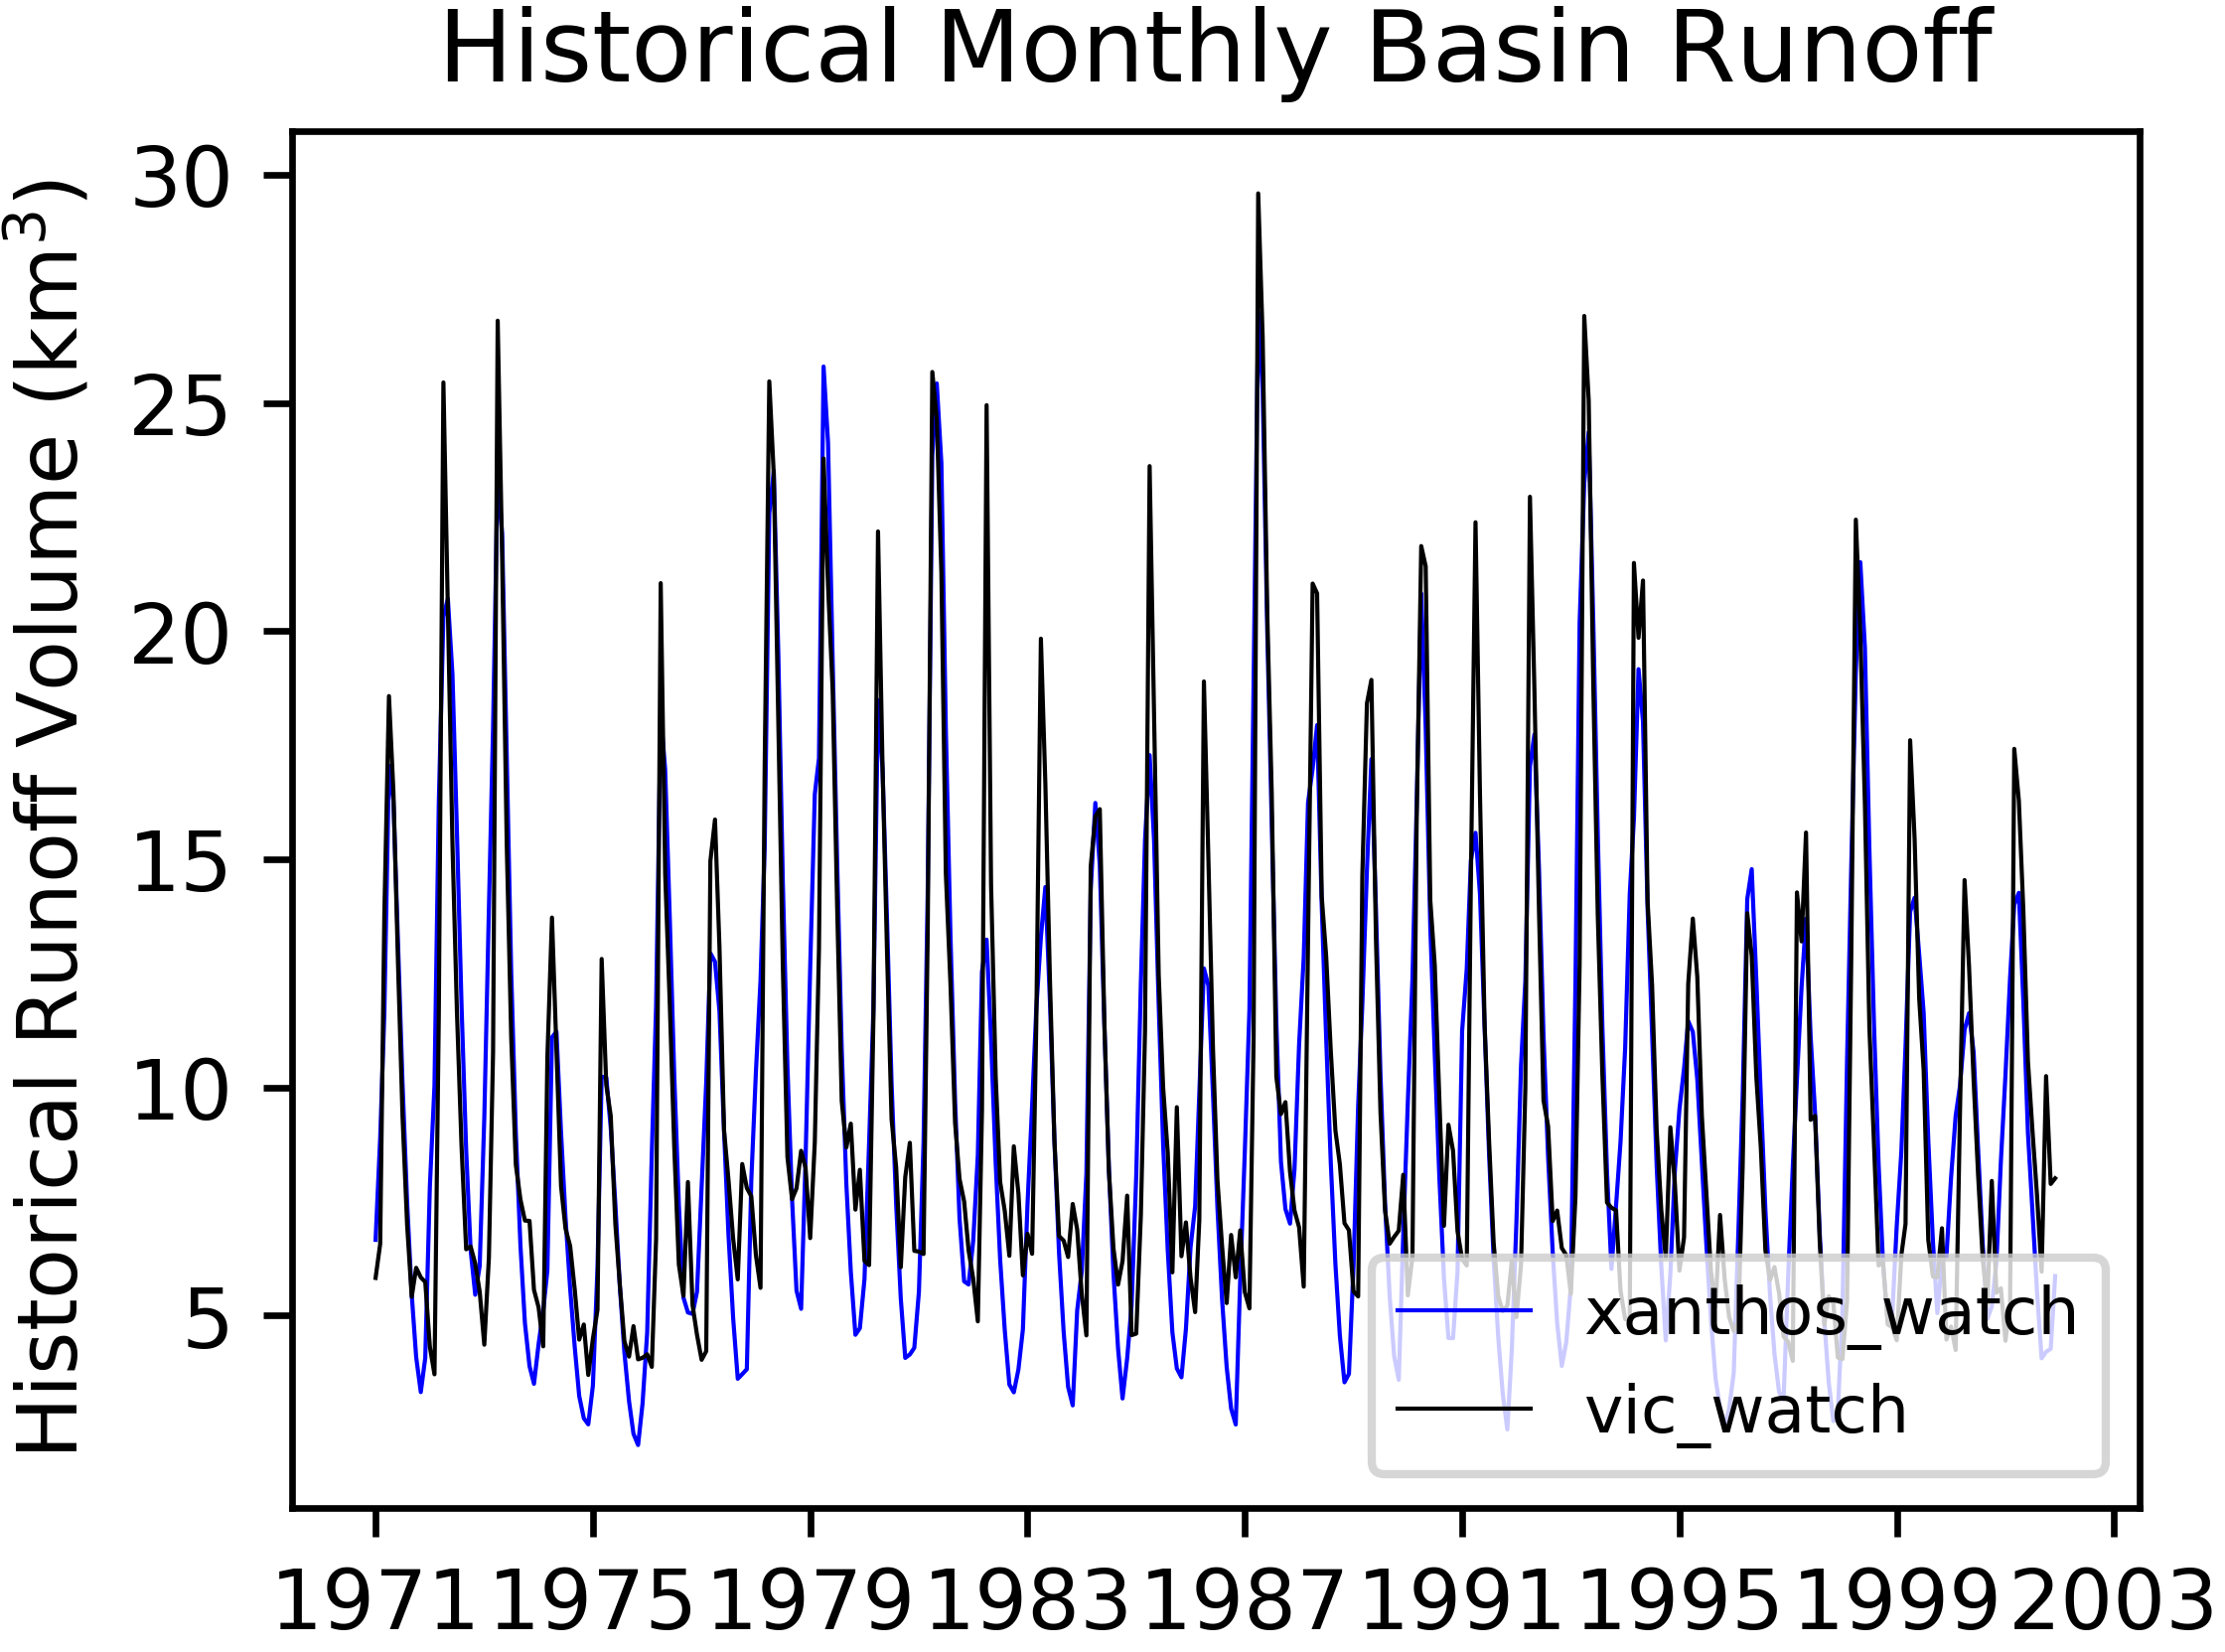 Historical Monthly Basin Runoff
Historical Runoff Volume (km³)
30
25
20
15
10
5
xanthos_watch
vic_watch
1971 1975 1979 1983 1987 1991 1995 1999 2003